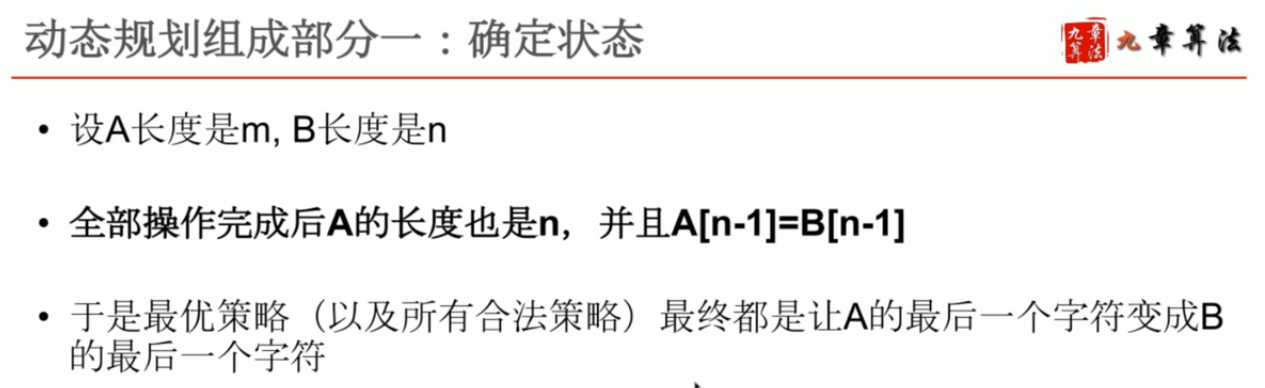 动态规划组成部分一：确定状态
九章算法
九章算法
• 设A长度是m, B长度是n
• 全部操作完成后A的长度也是n， 并且A[n-1]=B[n-1]
• 于是最优策略（以及所有合法策略）最终都是让A的最后一个字符变成B
的最后一个字符